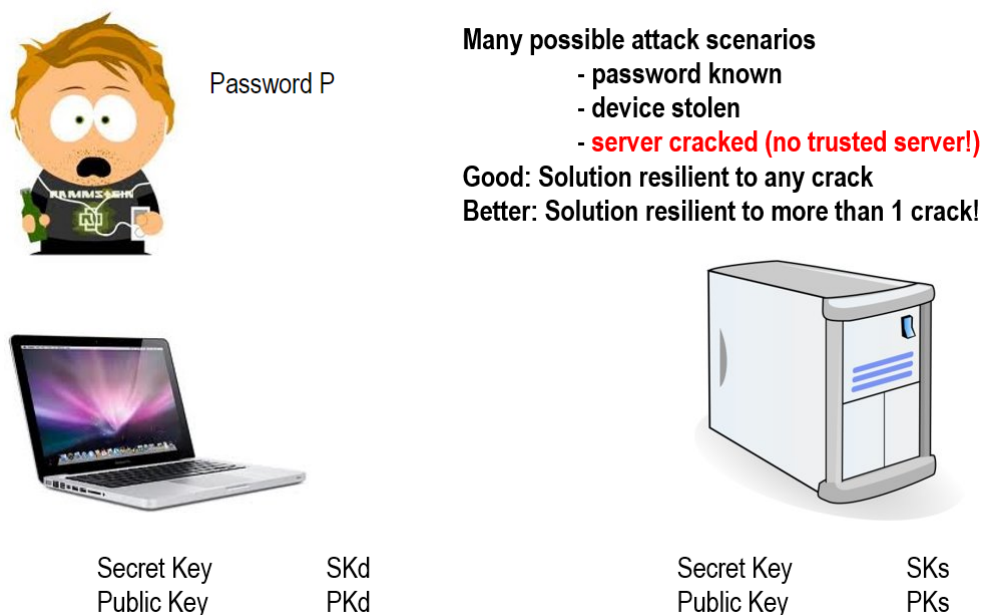 Password P
Many possible attack scenarios
- password known
- device stolen
- server cracked (no trusted server!)
Good: Solution resilient to any crack
Better: Solution resilient to more than 1 crack!
RAMMSTEIN
Secret Key SKd
Public Key PKd
Secret Key SKs
Public Key PKs